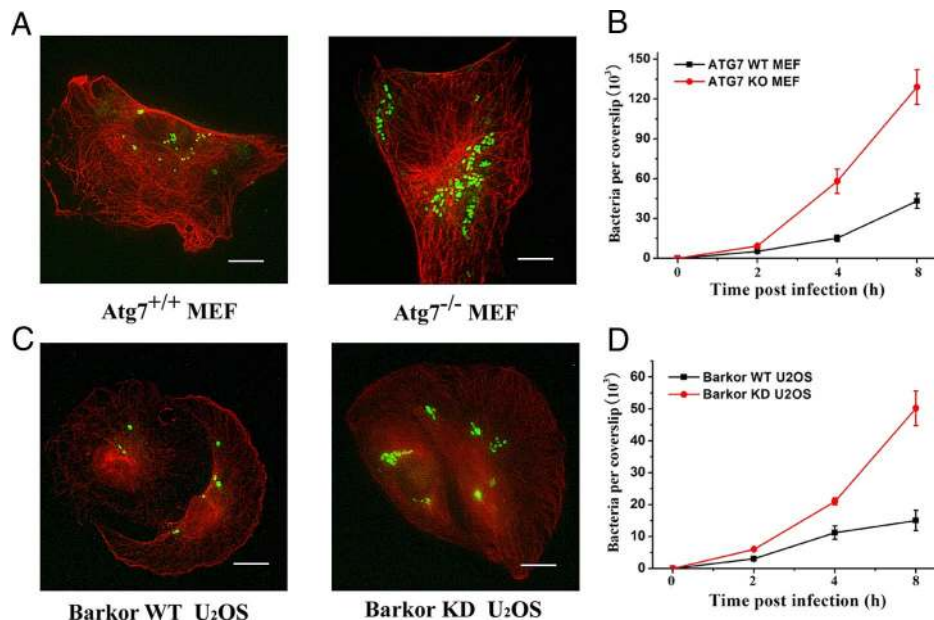 A
Atg7+/+ MEF
Atg7-/- MEF
B
ATG7 WT MEF
ATG7 KO MEF
Bacteria per coverslip (10³)
150
120
90
60
30
0
0 2 4 8
Time post infection (h)
C
Barkor WT U₂OS
Barkor KD U₂OS
D
Barkor WT U2OS
Barkor KD U2OS
Bacteria per coverslip (10³)
60
50
40
30
20
10
0
0 2 4 8
Time post infection (h)